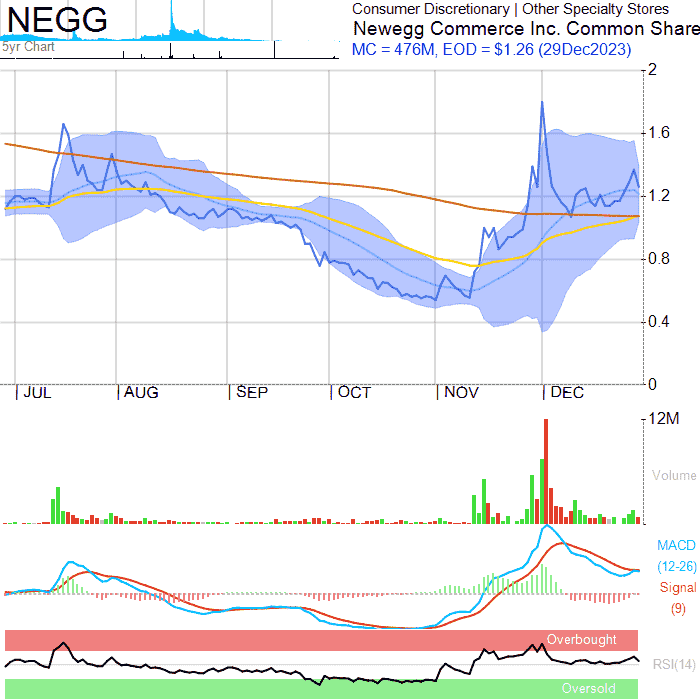 NEGG
5yr Chart
Consumer Discretionary | Other Specialty Stores
Newegg Commerce Inc. Common Share
MC = 476M, EOD = $1.26 (29Dec2023)
2
1.6
1.2
0.8
0.4
0
JUL AUG SEP OCT NOV DEC
12M
Volume
MACD
(12-26)
Signal
(9)
Overbought
RSI(14)
Oversold